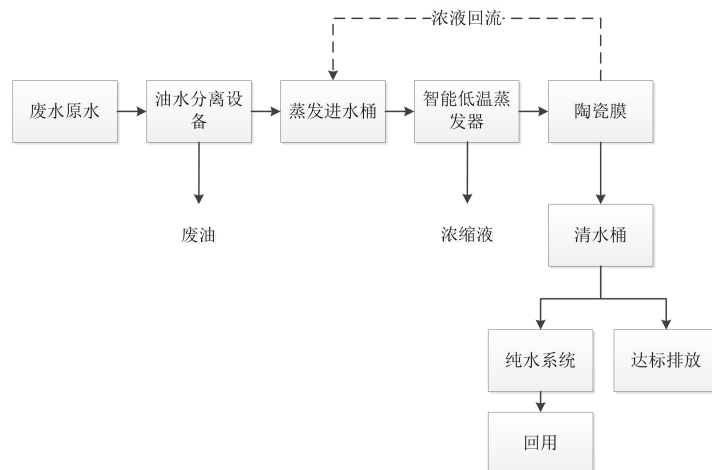 浓液回流
废水原水
油水分离设
备
蒸发进水桶
智能低温蒸
发器
陶瓷膜
废油
浓缩液
清水桶
纯水系统
达标排放
回用